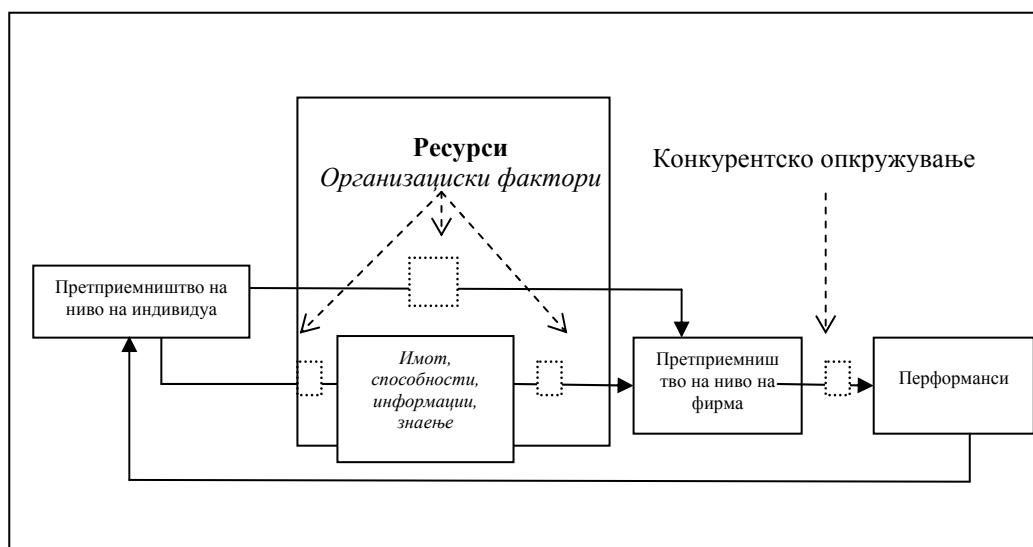 Ресурси
Организациски фактори
Конкурентско опкружување
Претприемништво на
ниво на индивидуа
Имот,
способности,
информации,
знаење
Претприемниш
тво на ниво на
фирма
Перформанси